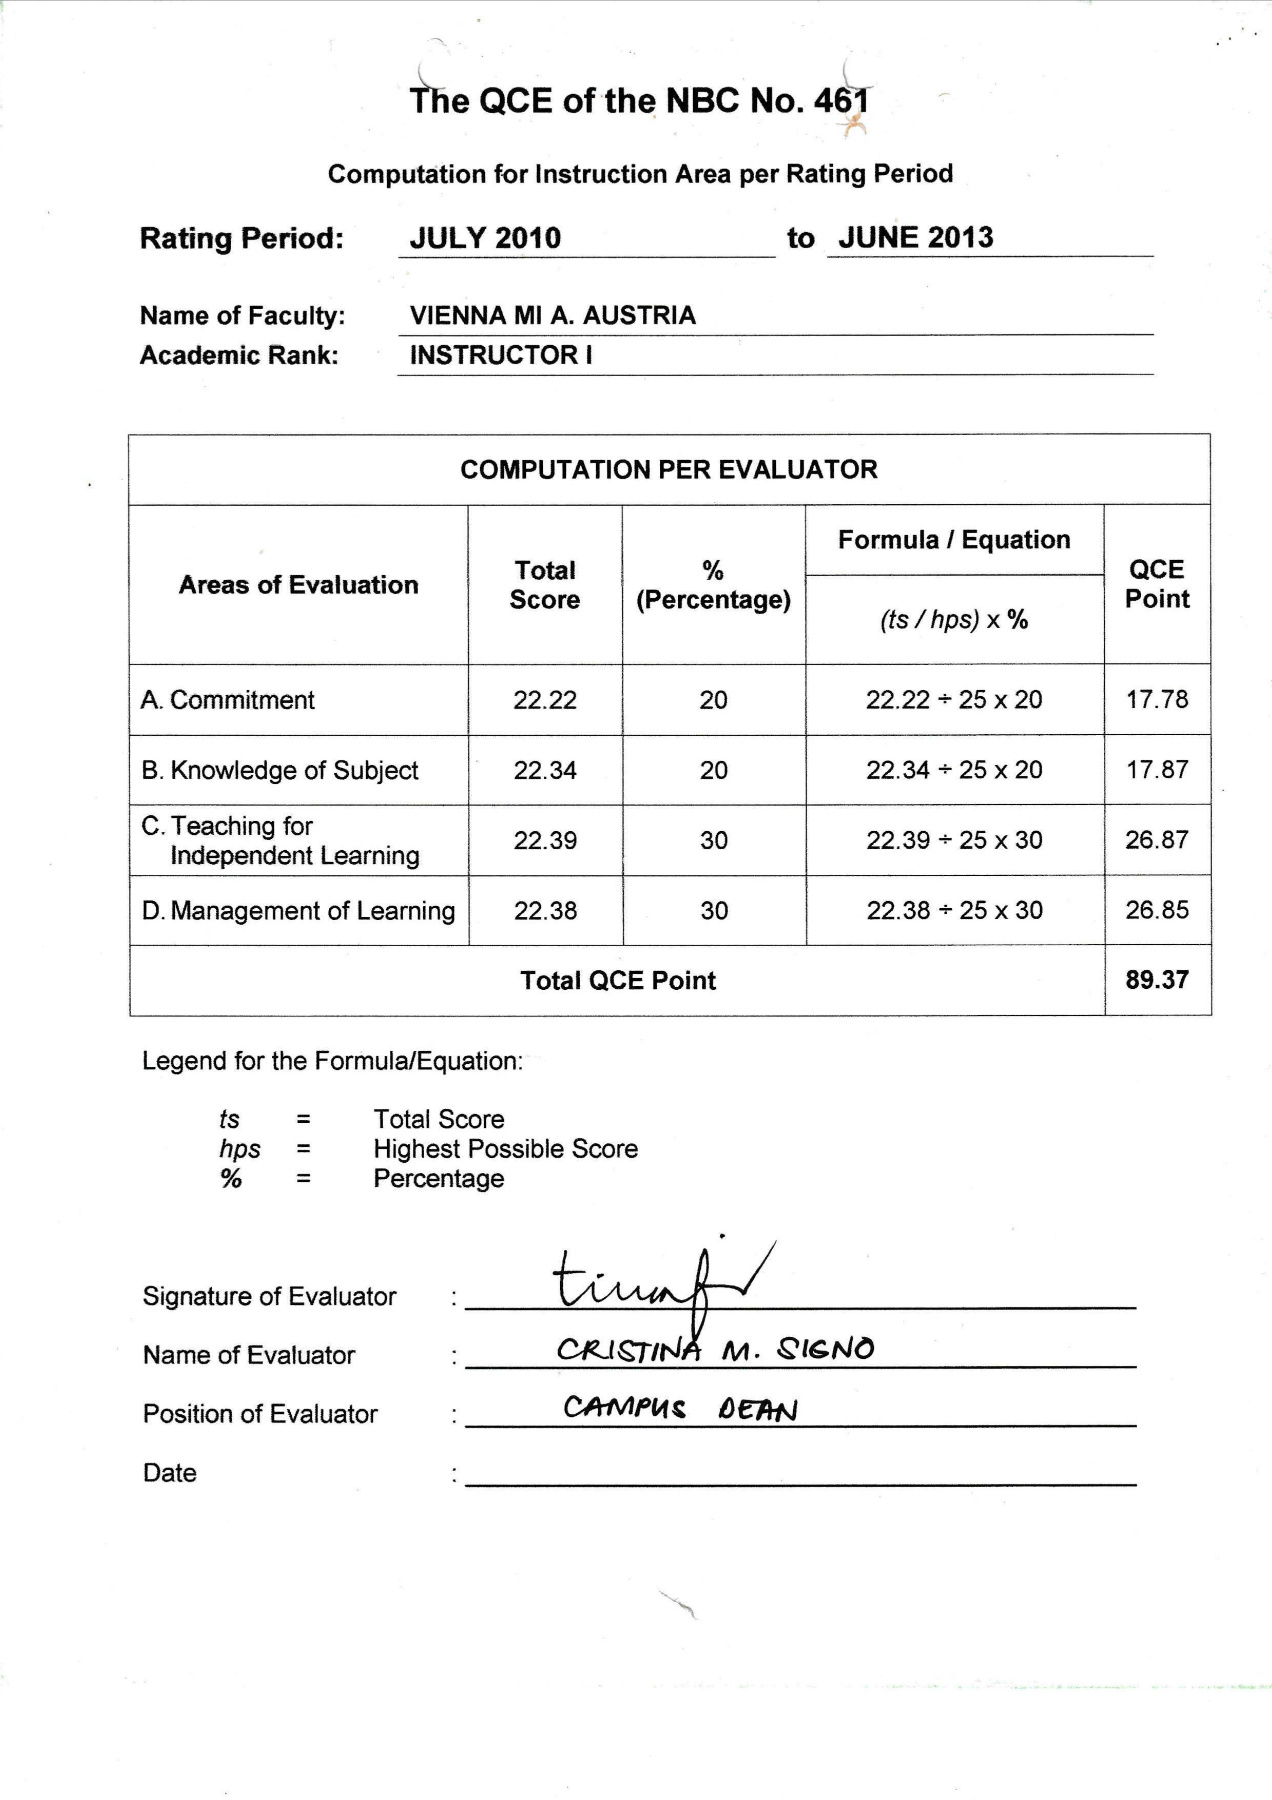 The QCE of the NBC No. 461
Computation for Instruction Area per Rating Period
Rating Period: JULY 2010 to JUNE 2013
Name of Faculty: VIENNA MI A. AUSTRIA
Academic Rank: INSTRUCTOR I
COMPUTATION PER EVALUATOR
Areas of Evaluation Total Score % (Percentage) Formula / Equation QCE Point
(ts / hps) x %
A. Commitment 22.22 20 22.22 ÷ 25 x 20 17.78
B. Knowledge of Subject 22.34 20 22.34 ÷ 25 x 20 17.87
C. Teaching for
Independent Learning 22.39 30 22.39 ÷ 25 x 30 26.87
D. Management of Learning 22.38 30 22.38 ÷ 25 x 30 26.85
Total QCE Point 89.37
Legend for the Formula/Equation:
ts = Total Score
hps = Highest Possible Score
% = Percentage
Signature of Evaluator :
Name of Evaluator : CRISTINA M. SIGNO
Position of Evaluator : CAMPUS DEAN
Date :